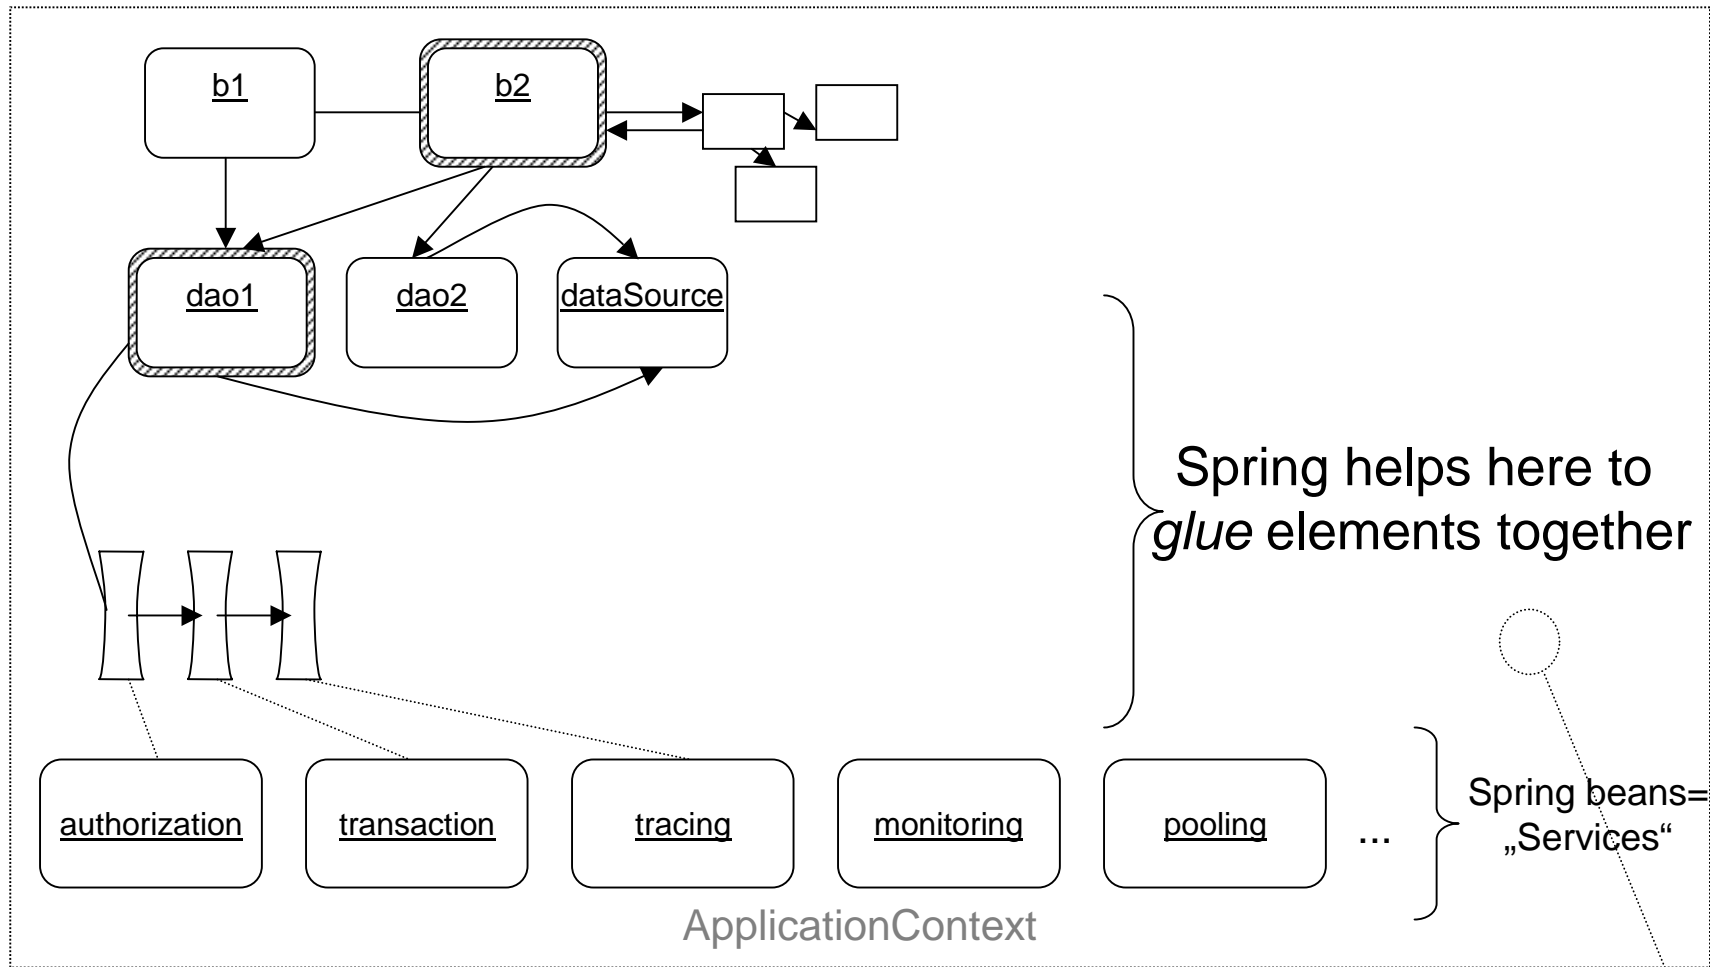 b1
b2
dao1
dao2
dataSource
Spring helps here to
glue elements together
authorization
transaction
tracing
monitoring
pooling
...
Spring beans=
„Services“
ApplicationContext